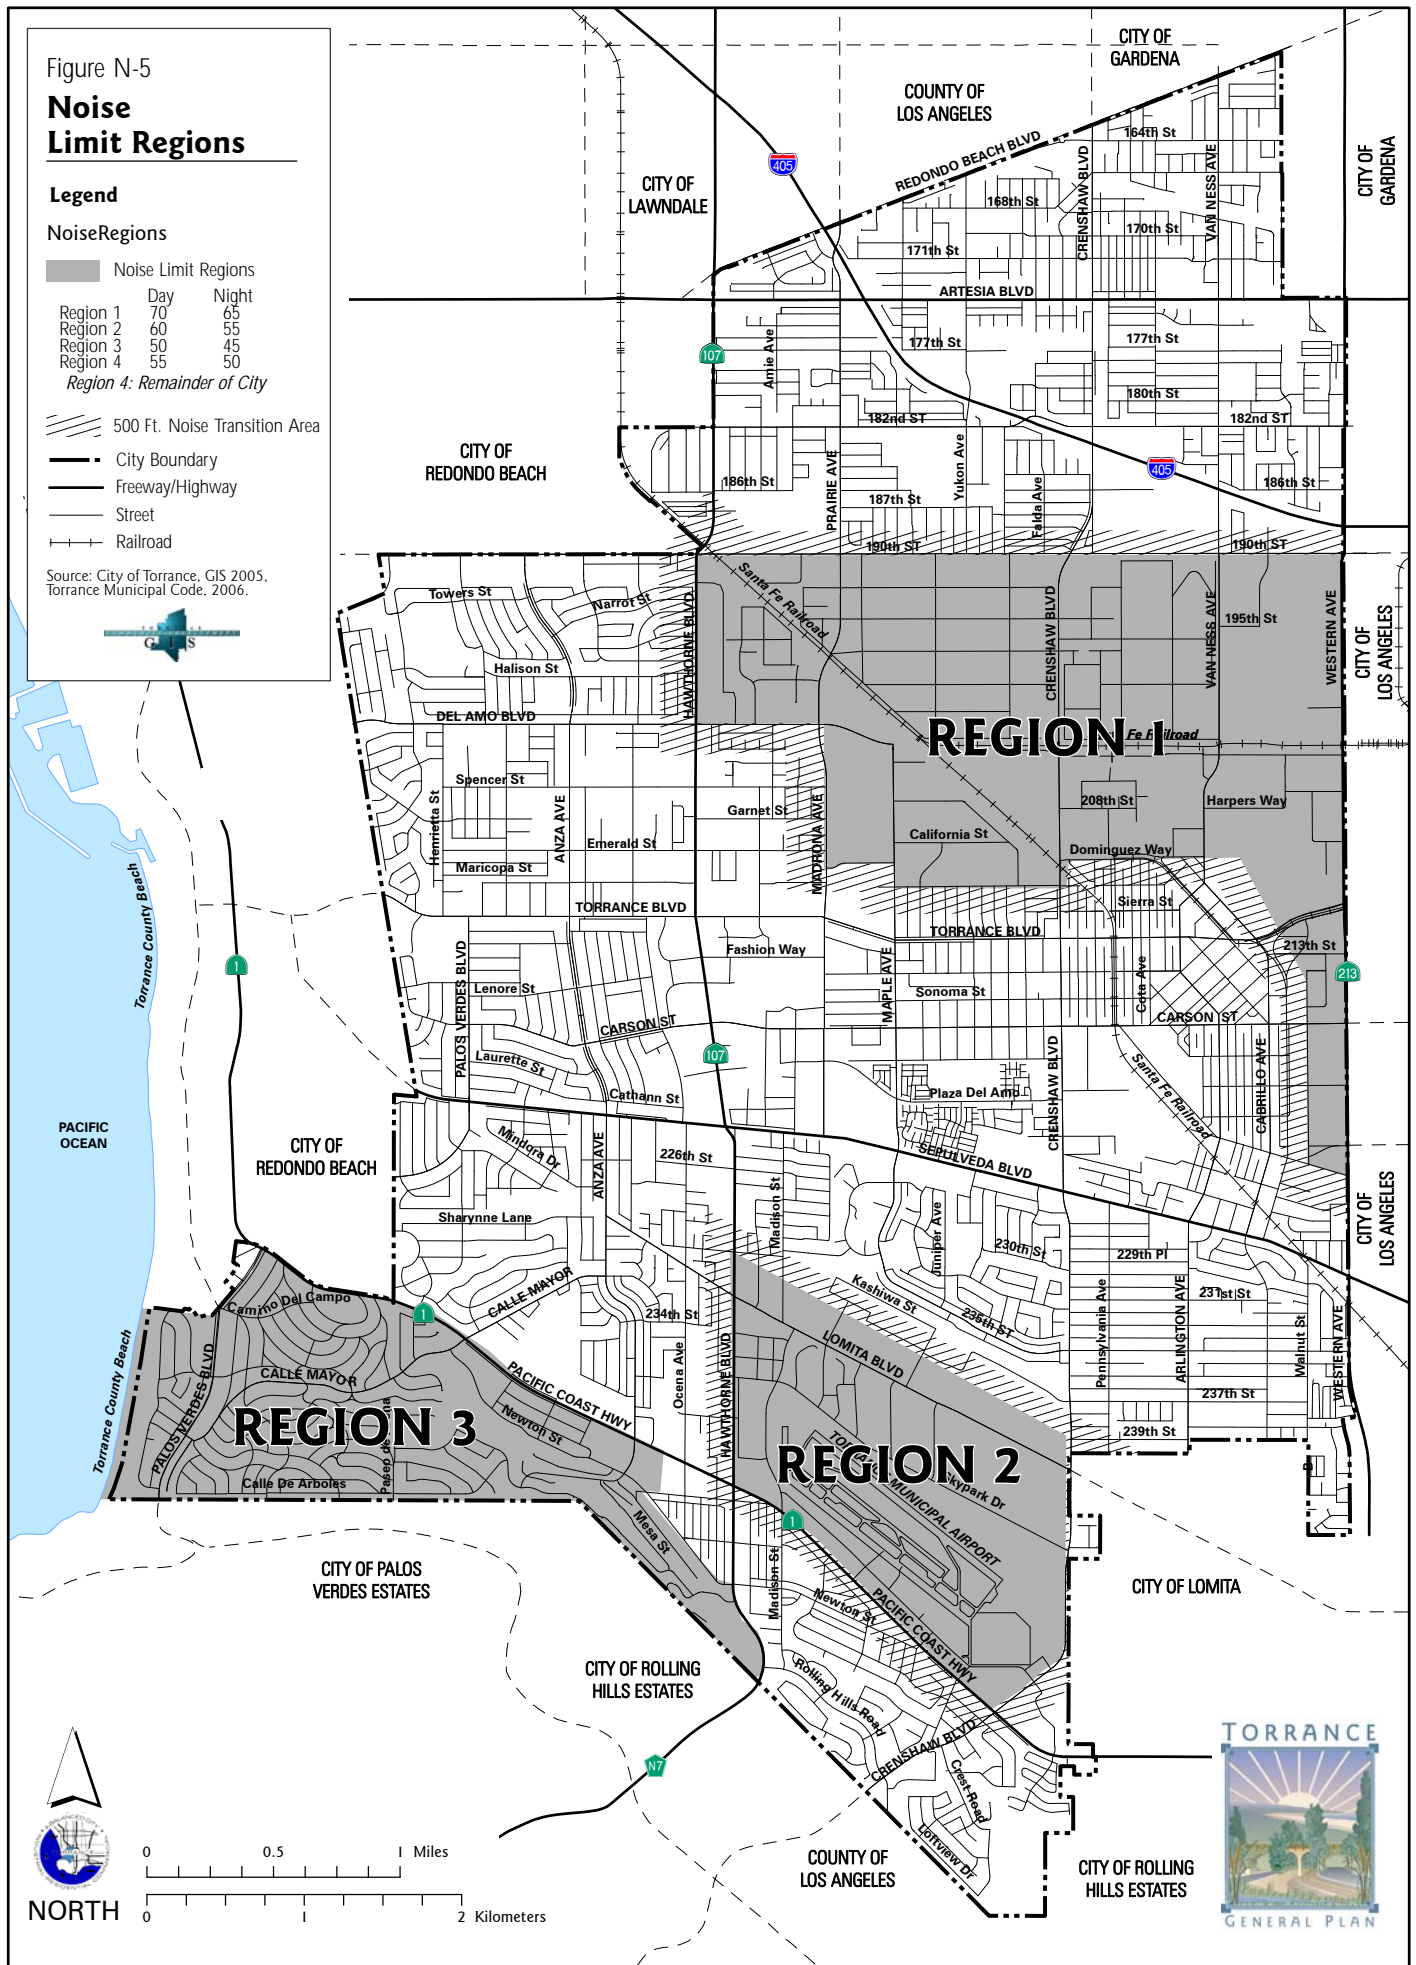 Figure N-5
Noise
Limit Regions
Legend
NoiseRegions
Noise Limit Regions
Day Night
Region 1 70 65
Region 2 60 55
Region 3 50 45
Region 4 55 50
Region 4: Remainder of City
500 Ft. Noise Transition Area
City Boundary
Freeway/Highway
Street
Railroad
Source: City of Torrance, GIS 2005,
Torrance Municipal Code, 2006.
G I S
CITY OF
GARDENA
COUNTY OF
LOS ANGELES
CITY OF
GARDENA
CITY OF
LAWNDALE
405
REDONDO BEACH BLVD
164th St
CRENSHAW BLVD
VAN NESS AVE
168th St
170th St
171th St
ARTESIA BLVD
107
Amie Ave
177th St
177th St
180th St
182nd ST
182nd ST
CITY OF
REDONDO BEACH
PRAIRIE AVE
Yukon Ave
Falda Ave
405
186th St
186th St
187th St
190th ST
190th ST
Santa Fe Railroad
Towers St
Narrot St
HAWTHORNE BLVD
CRENSHAW BLVD
VAN NESS AVE
195th St
WESTERN AVE
CITY OF
LOS ANGELES
Halison St
DEL AMO BLVD
REGION 1
Fe Railroad
Spencer St
Henrietta St
ANZA AVE
Garnet St
MADRONA AVE
208th St
Harpers Way
Emerald St
California St
Dominguez Way
Maricopa St
TORRANCE BLVD
Sierra St
TORRANCE BLVD
Torrance County Beach
PALOS VERDES BLVD
Fashion Way
MAPLE AVE
213th St
213
1
Lenore St
Sonoma St
Cota Ave
CARSON ST
CARSON ST
107
Laurette St
Cathann St
Plaza Del Amo
CRENSHAW BLVD
Santa Fe Railroad
CABRILLO AVE
PACIFIC
OCEAN
CITY OF
REDONDO BEACH
Mindora Dr
ANZA AVE
226th St
SEPULVEDA BLVD
Madison St
Juniper Ave
Sharynne Lane
230th St
229th Pl
CITY OF
LOS ANGELES
CALLE MAYOR
Kashiwa St
235th ST
Pennsylvania Ave
ARLINGTON AVE
231st St
Walnut St
WESTERN AVE
Camino Del Campo
1
234th St
LOMITA BLVD
Torrance County Beach
PALOS VERDES BLVD
CALLE MAYOR
PACIFIC COAST HWY
Ocena Ave
HAWTHORNE BLVD
237th St
239th St
REGION 3
Newton St
Calle De Arboles
REGION 2
TORRANCE MUNICIPAL AIRPORT
Skypark Dr
1
Mesa St
Madison St
Newton St
PACIFIC COAST HWY
CITY OF PALOS
VERDES ESTATES
CITY OF LOMITA
CITY OF ROLLING
HILLS ESTATES
Rolling Hills Road
CRENSHAW BLVD
Crest Road
Loftview Dr
N7
COUNTY OF
LOS ANGELES
CITY OF ROLLING
HILLS ESTATES
NORTH
0 0.5 1 Miles
0 1 2 Kilometers
TORRANCE
GENERAL PLAN